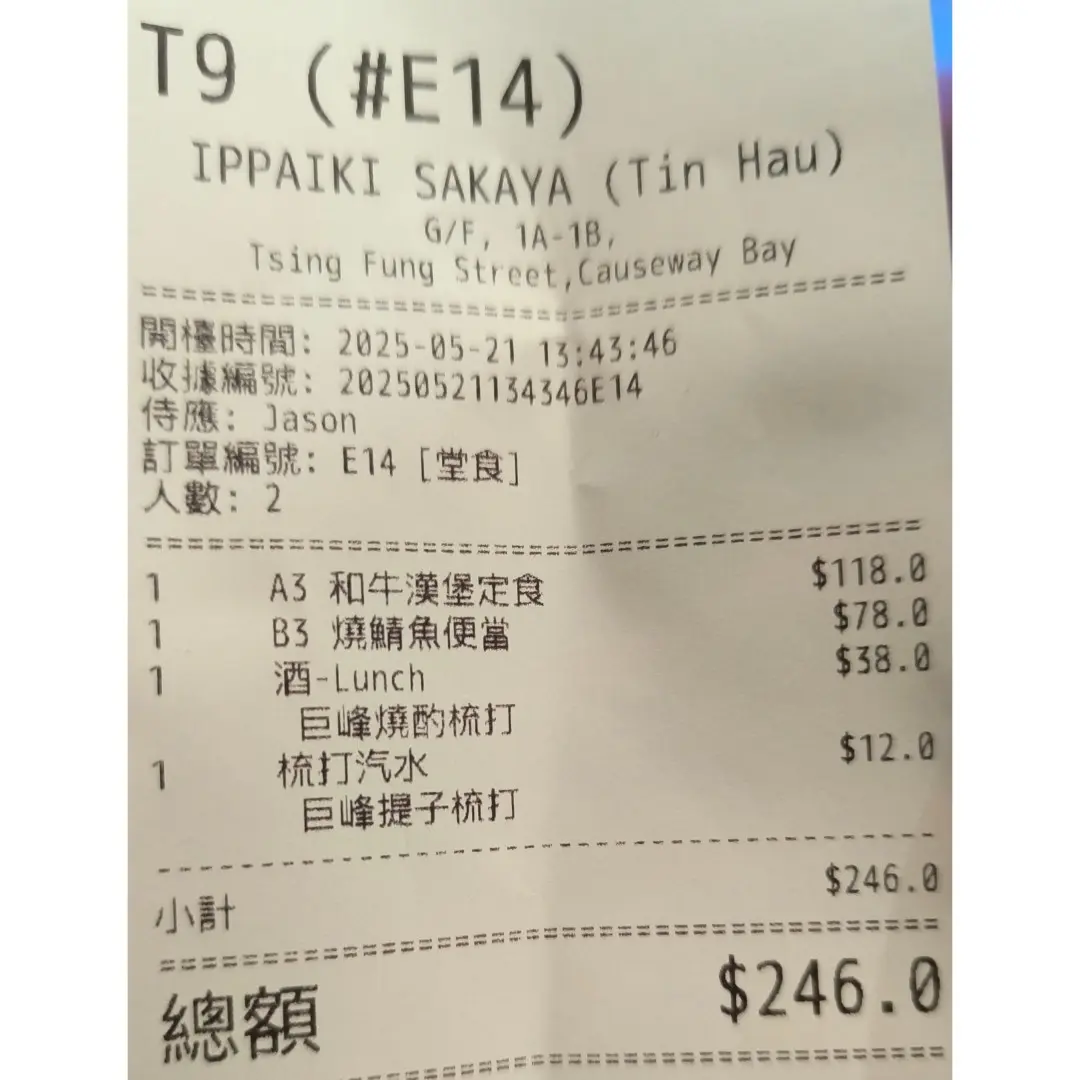 T9 (#E14)
IPPAIKI SAKAYA (Tin Hau)
G/F, 1A-1B,
Tsing Fung Street,Causeway Bay
開檯時間: 2025-05-21 13:43:46
收據編號: 20250521134346E14
侍應: Jason
訂單編號: E14 [堂食]
人數: 2
1 A3 和牛漢堡定食 $118.0
1 B3 燒鯖魚便當 $78.0
1 酒-Lunch $38.0
巨峰燒酌梳打
1 梳打汽水 $12.0
巨峰提子梳打
小計 $246.0
總額 $246.0